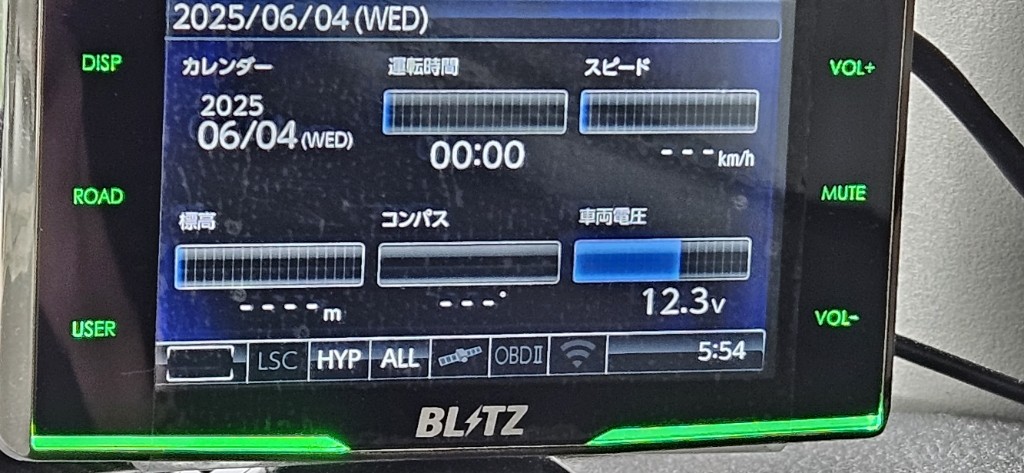 2025/06/04(WED)
DISP
カレンダー
運転時間
スピード
VOL+
2025
06/04(WED)
00:00
---km/h
ROAD
MUTE
標高
コンパス
車両電圧
----m
---°
12.3v
USER
VOL-
LSC
HYP
ALL
OBDII
5:54
BLITZ